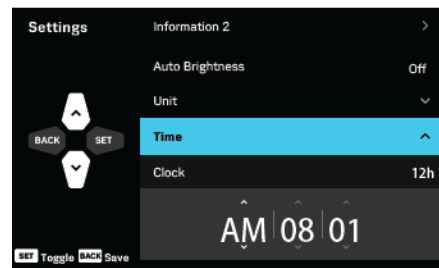 Settings
Information 2
Auto Brightness Off
Unit
BACK SET
Time
Clock 12h
AM 08 01
SET Toggle BACK Save